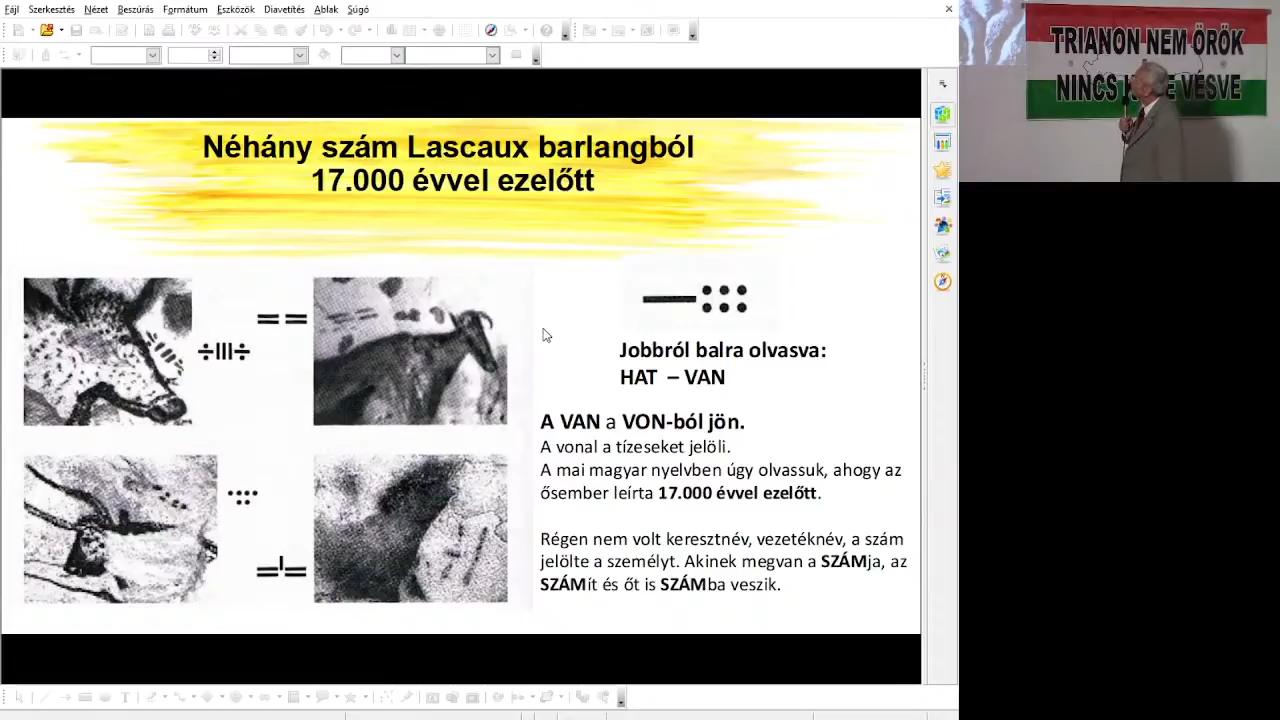 Fájl Szerkesztés Nézet Beszúrás Formátum Eszközök Diavetítés Ablak Súgó
TRIANON NEM ÖRÖK
NINCS VÉSVE
Néhány szám Lascaux barlangból
17.000 évvel ezelőtt
Jobbról balra olvasva:
HAT – VAN
A VAN a VON-ból jön.
A vonal a tízeseket jelöli.
A mai magyar nyelvben úgy olvassuk, ahogy az
ősember leírta 17.000 évvel ezelőtt.
Régen nem volt keresztnév, vezetéknév, a szám
jelölte a személyt. Akinek megvan a SZÁMja, az
SZÁMít és őt is SZÁMba veszik.